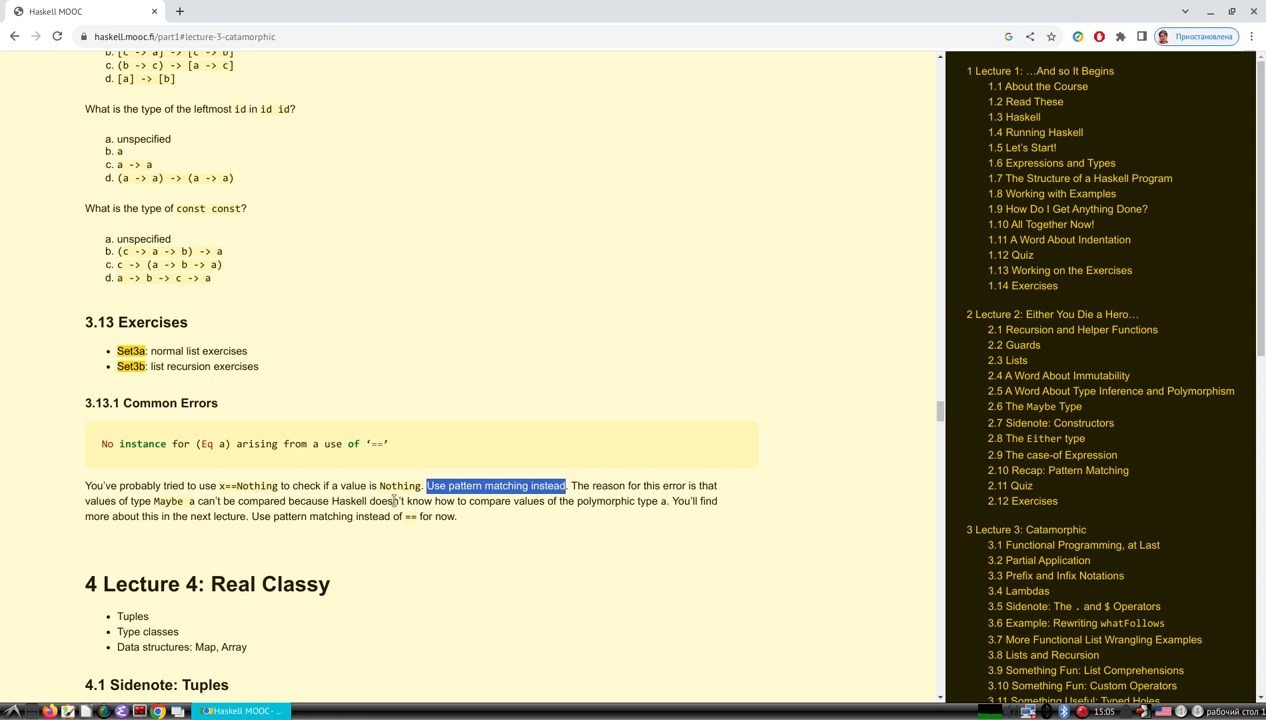 Haskell MOOC
haskell.mooc.fi/part1#lecture-3-catamorphic
Приостановлена
b. [c -> a] -> [c -> b]
c. (b -> c) -> [a -> c]
d. [a] -> [b]
What is the type of the leftmost id in id id?
a. unspecified
b. a
c. a -> a
d. (a -> a) -> (a -> a)
What is the type of const const?
a. unspecified
b. (c -> a -> b) -> a
c. c -> (a -> b -> a)
d. a -> b -> c -> a
3.13 Exercises
• Set3a: normal list exercises
• Set3b: list recursion exercises
3.13.1 Common Errors
No instance for (Eq a) arising from a use of ‘==’
You’ve probably tried to use x==Nothing to check if a value is Nothing. Use pattern matching instead. The reason for this error is that
values of type Maybe a can’t be compared because Haskell doesn’t know how to compare values of the polymorphic type a. You’ll find
more about this in the next lecture. Use pattern matching instead of == for now.
4 Lecture 4: Real Classy
• Tuples
• Type classes
• Data structures: Map, Array
4.1 Sidenote: Tuples
1 Lecture 1: …And so It Begins
1.1 About the Course
1.2 Read These
1.3 Haskell
1.4 Running Haskell
1.5 Let’s Start!
1.6 Expressions and Types
1.7 The Structure of a Haskell Program
1.8 Working with Examples
1.9 How Do I Get Anything Done?
1.10 All Together Now!
1.11 A Word About Indentation
1.12 Quiz
1.13 Working on the Exercises
1.14 Exercises
2 Lecture 2: Either You Die a Hero…
2.1 Recursion and Helper Functions
2.2 Guards
2.3 Lists
2.4 A Word About Immutability
2.5 A Word About Type Inference and Polymorphism
2.6 The Maybe Type
2.7 Sidenote: Constructors
2.8 The Either type
2.9 The case-of Expression
2.10 Recap: Pattern Matching
2.11 Quiz
2.12 Exercises
3 Lecture 3: Catamorphic
3.1 Functional Programming, at Last
3.2 Partial Application
3.3 Prefix and Infix Notations
3.4 Lambdas
3.5 Sidenote: The . and $ Operators
3.6 Example: Rewriting whatFollows
3.7 More Functional List Wrangling Examples
3.8 Lists and Recursion
3.9 Something Fun: List Comprehensions
3.10 Something Fun: Custom Operators
3.11 Something Useful: Typed Holes
Haskell MOOC - ...
15:05
рабочий стол 1